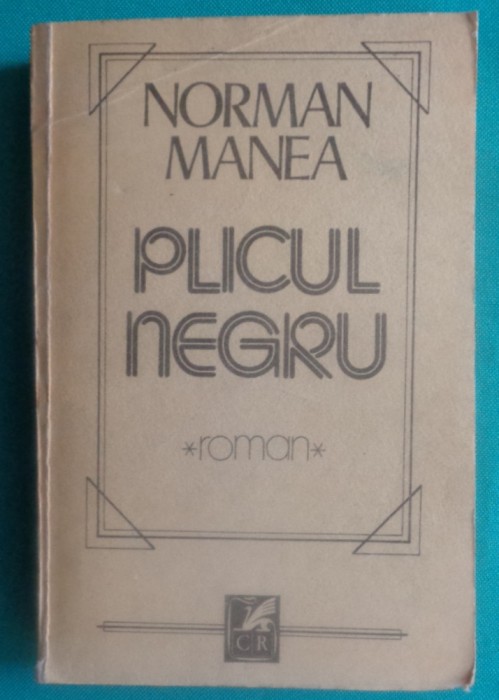 NORMAN
MANEA
PLICUL
NEGRU
*roman*
CR